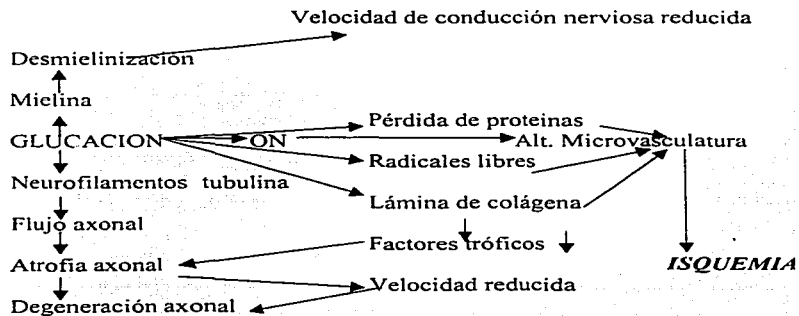 Velocidad de conducción nerviosa reducida
Desmielinización
Mielina
Pérdida de proteinas
GLUCACION ON Alt. Microvasculatura
Radicales libres
Neurofilamentos tubulina
Lámina de colágena
Flujo axonal
Factores tróficos
Atrofia axonal ISQUEMIA
Velocidad reducida
Degeneración axonal